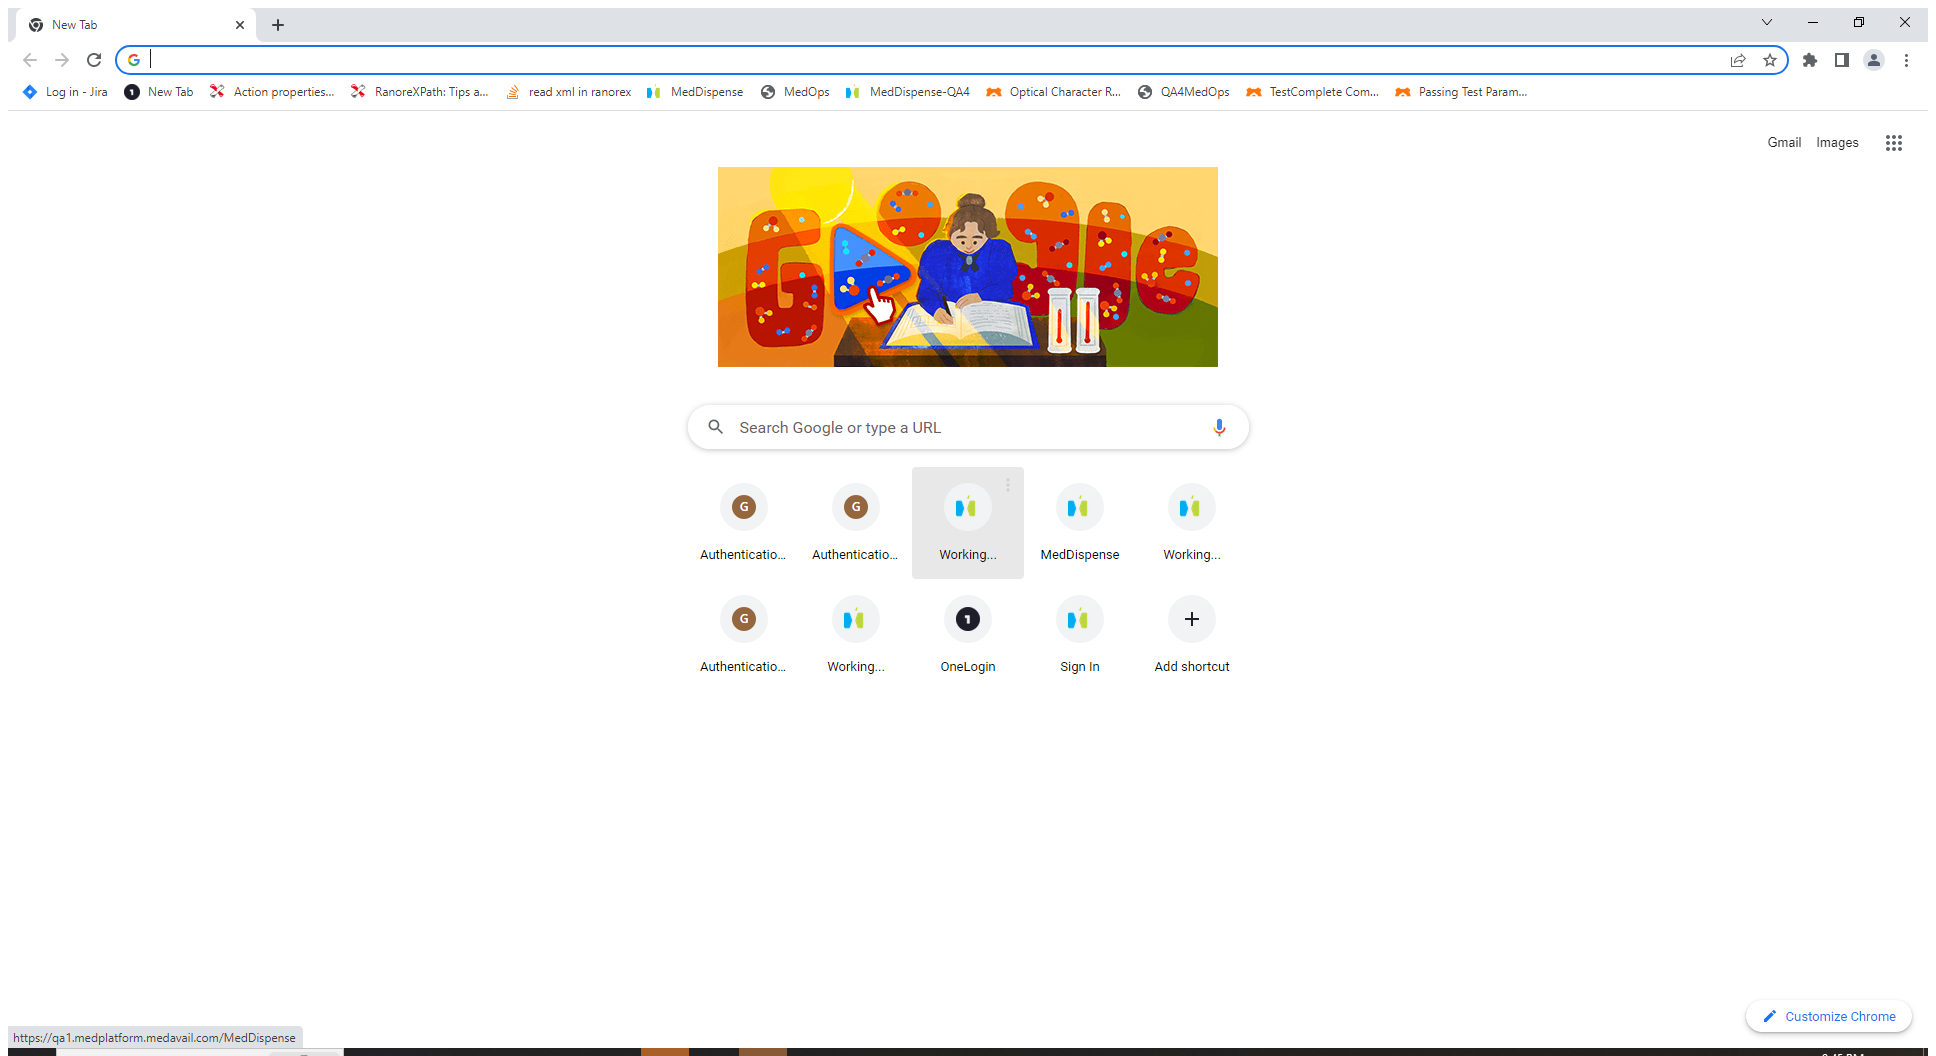 New Tab
Log in - Jira New Tab Action properties... RanoreXPath: Tips a... read xml in ranorex MedDispense MedOps MedDispense-QA4 Optical Character R... QA4MedOps TestComplete Com... Passing Test Param...
Gmail Images
Search Google or type a URL
G G
Authenticatio... Authenticatio... Working... MedDispense Working...
G 1
Authenticatio... Working... OneLogin Sign In Add shortcut
Customize Chrome
https://qa1.medplatform.medavail.com/MedDispense